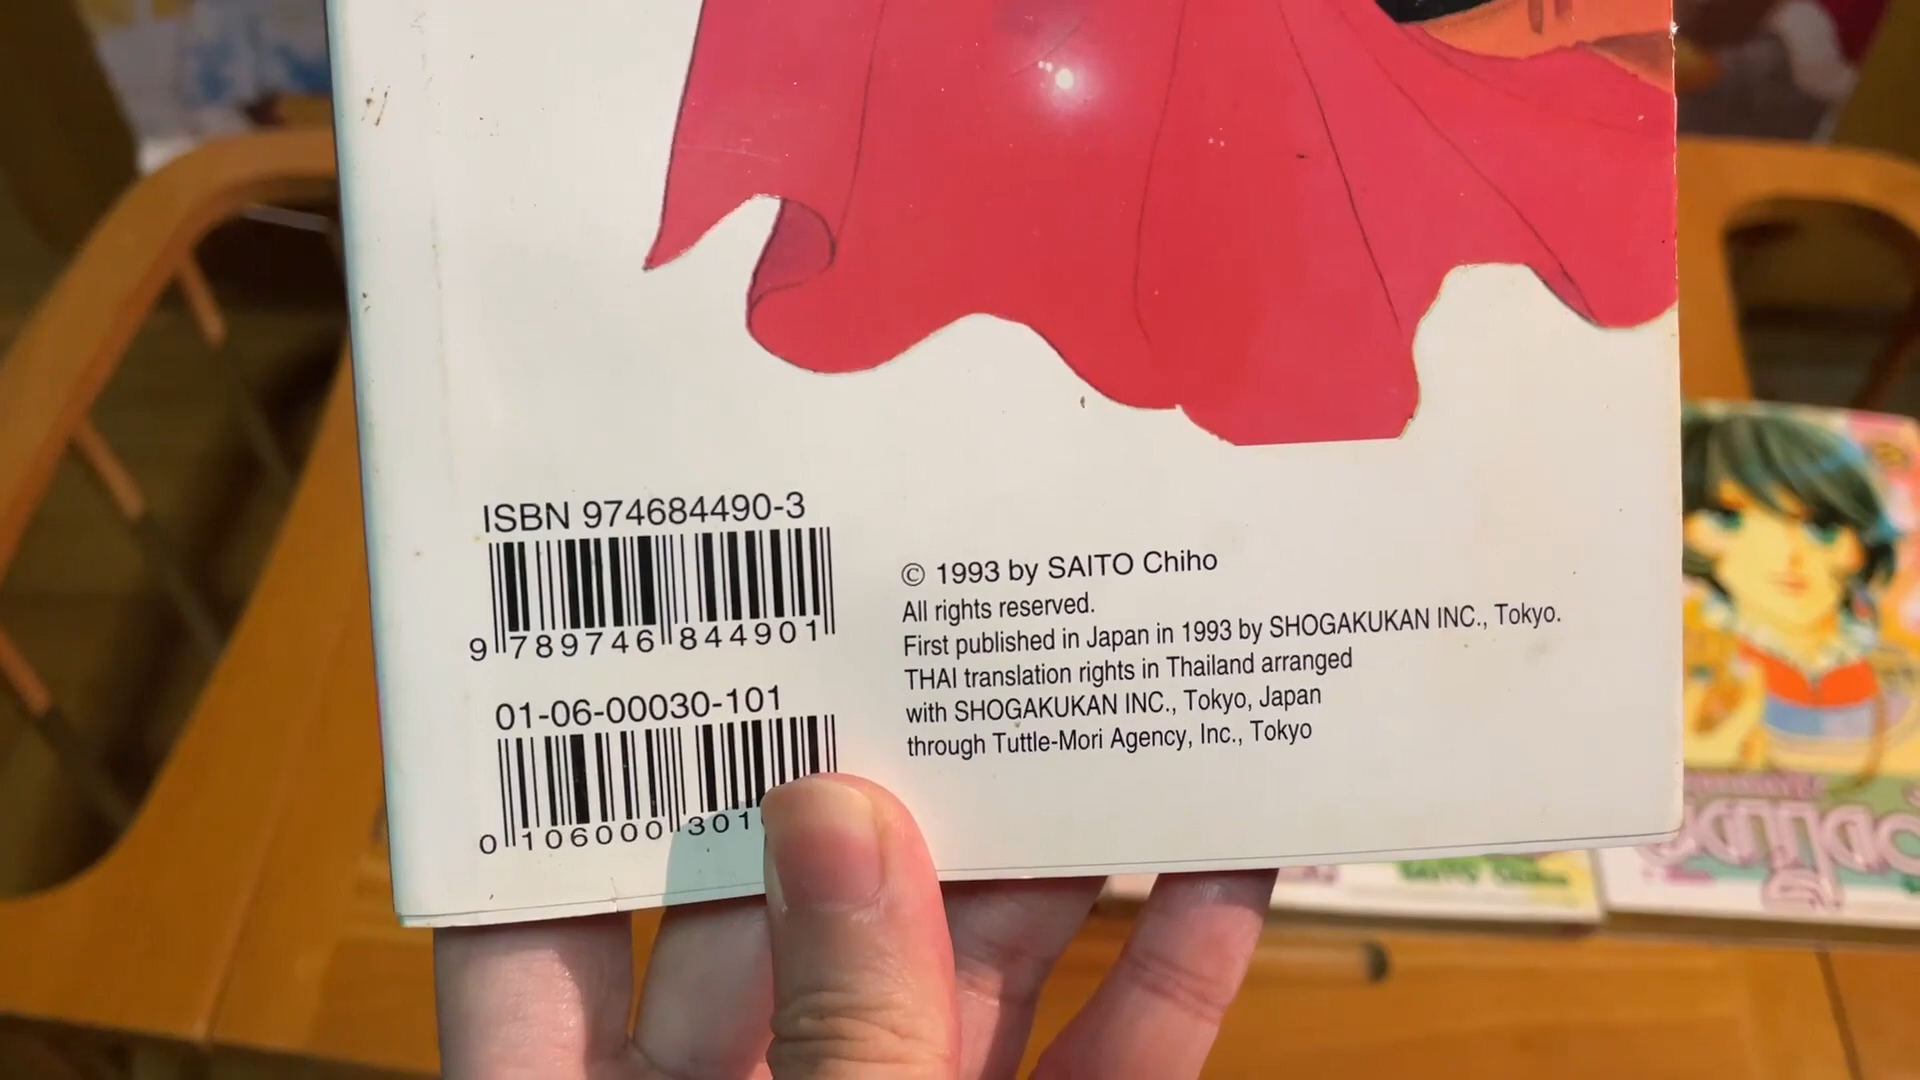 ISBN 974684490-3
9 789746 844901
01-06-00030-101
0 106000 301
© 1993 by SAITO Chiho
All rights reserved.
First published in Japan in 1993 by SHOGAKUKAN INC., Tokyo.
THAI translation rights in Thailand arranged
with SHOGAKUKAN INC., Tokyo, Japan
through Tuttle-Mori Agency, Inc., Tokyo